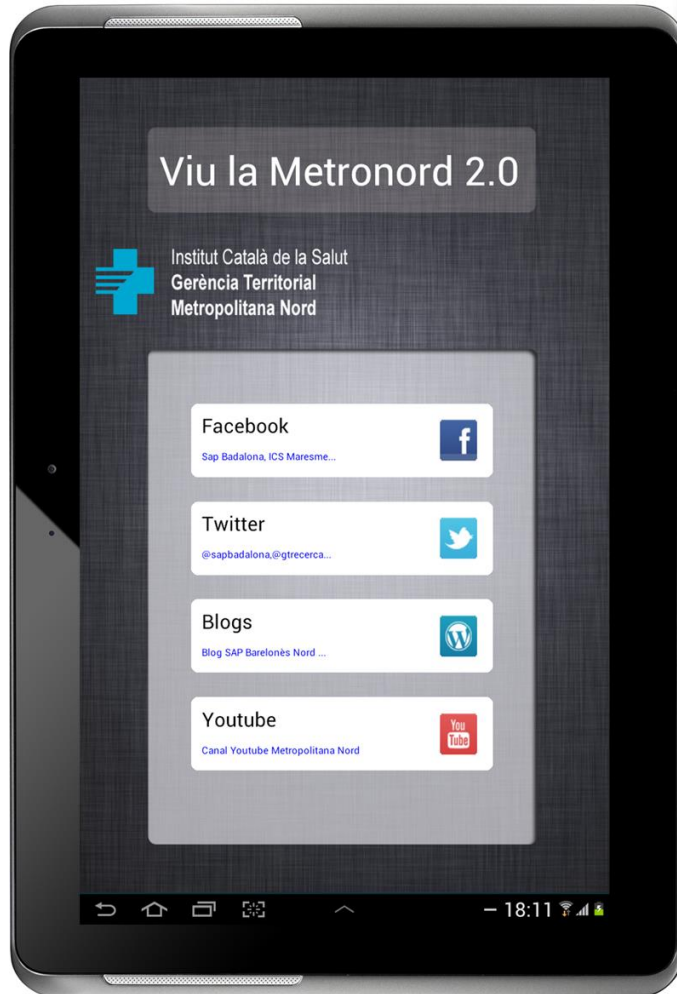 Viu la Metronord 2.0
Institut Català de la Salut
Gerència Territorial
Metropolitana Nord
Facebook
Sap Badalona, ICS Maresme...
f
Twitter
@sapbadalona,@gtrecerca...
Blogs
Blog SAP Barelonès Nord ...
Youtube
You
Tube
Canal Youtube Metropolitana Nord
18:11